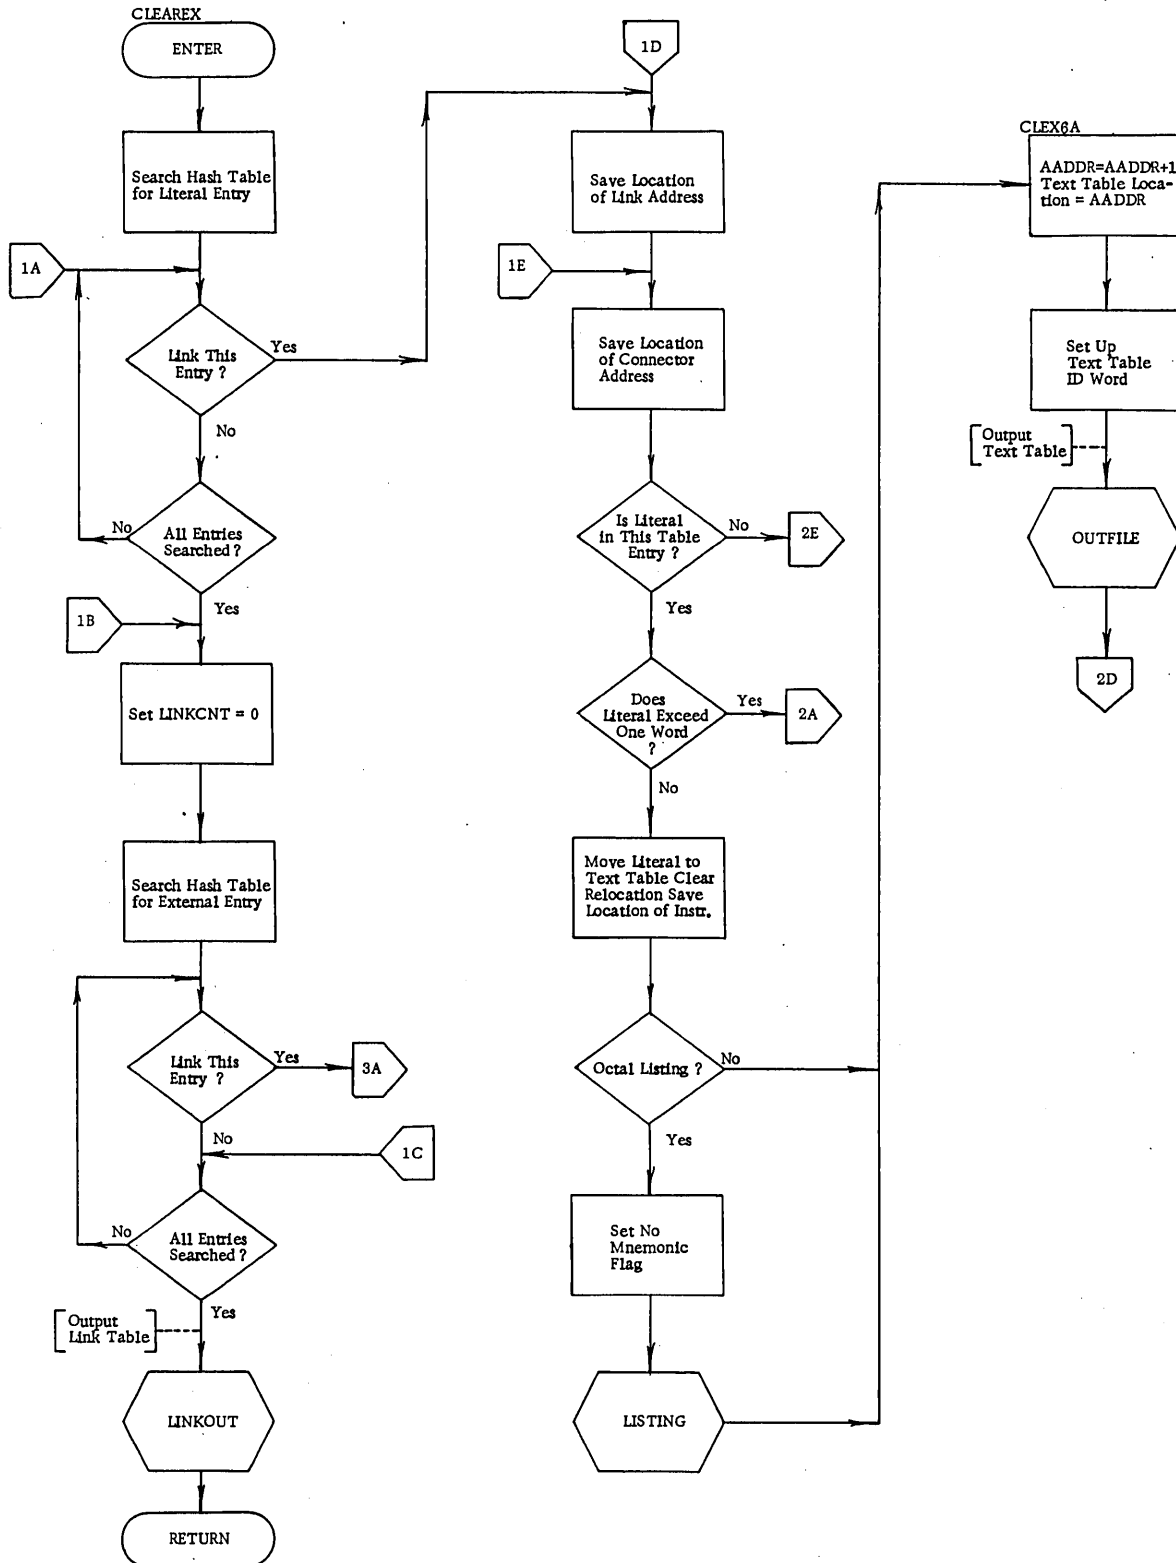 CLEAREX
ENTER
Search Hash Table
for Literal Entry
1A
Link This
Entry ?
Yes
No
All Entries
Searched ?
No
Yes
1B
Set LINKCNT = 0
Search Hash Table
for External Entry
Link This
Entry ?
Yes
3A
No
1C
All Entries
Searched ?
No
Yes
Output
Link Table
LINKOUT
RETURN
1D
Save Location
of Link Address
1E
Save Location
of Connector
Address
Is Literal
in This Table
Entry ?
No
2E
Yes
Does
Literal Exceed
One Word
?
Yes
2A
No
Move Literal to
Text Table Clear
Relocation Save
Location of Instr.
Octal Listing ?
No
Yes
Set No
Mnemonic
Flag
LISTING
CLEX6A
AADDR=AADDR+1
Text Table Loca-
tion = AADDR
Set Up
Text Table
ID Word
Output
Text Table
OUTFILE
2D